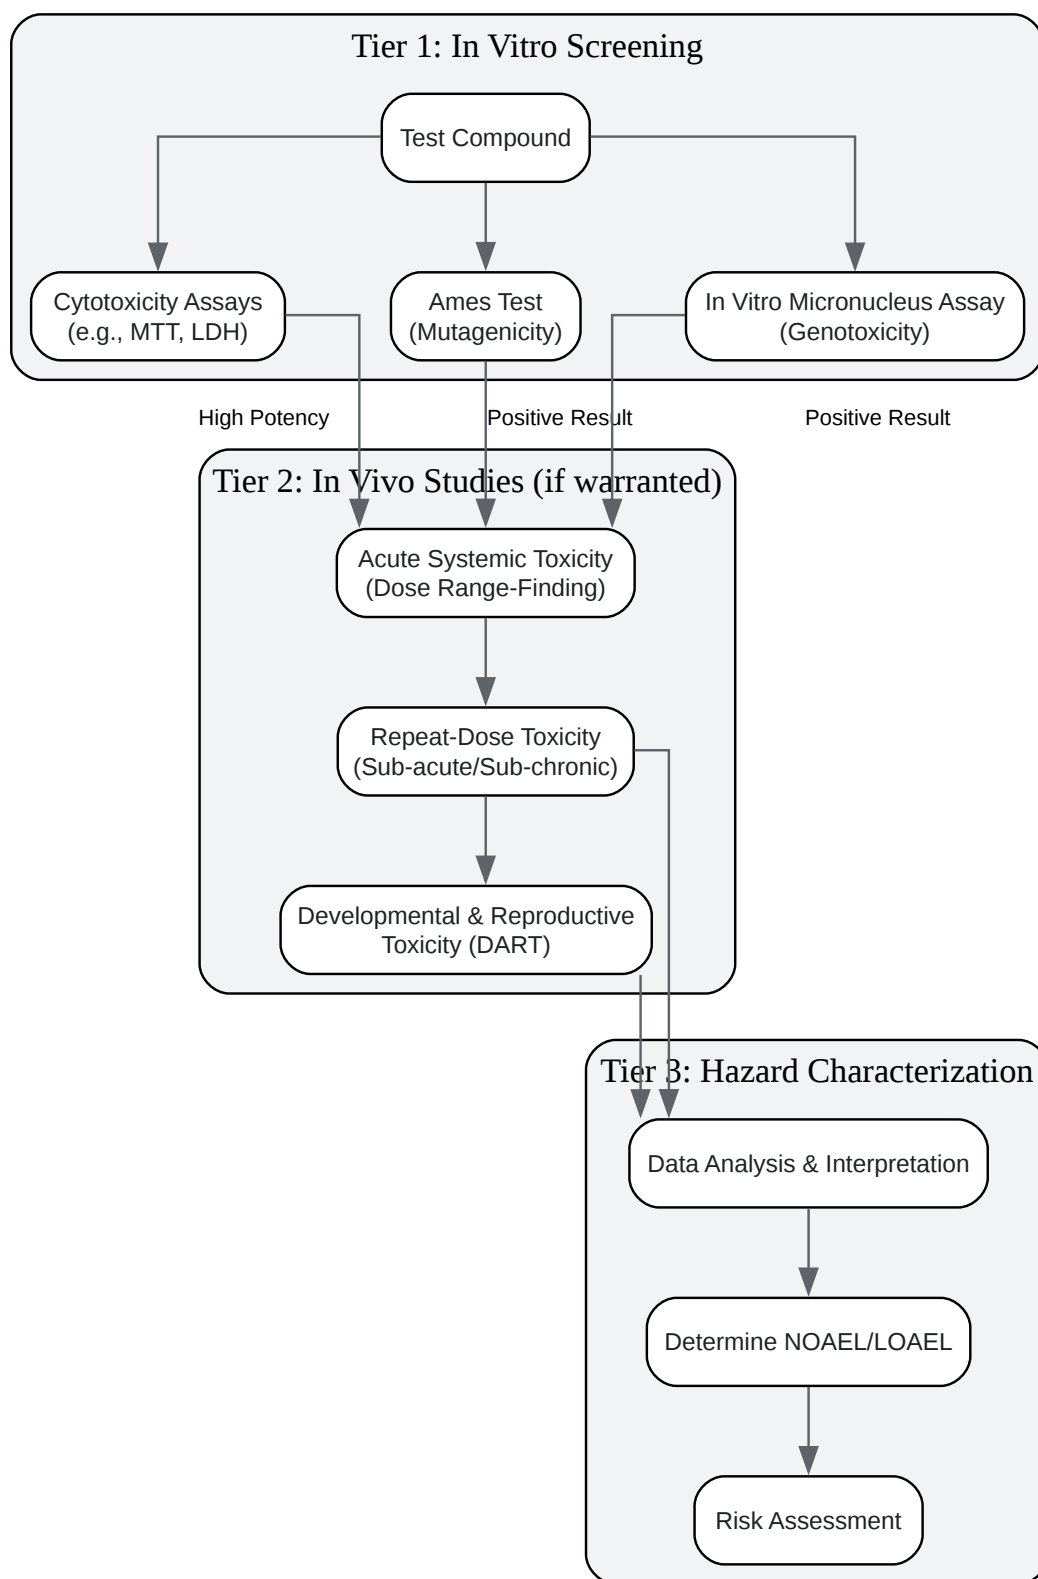 Tier 1: In Vitro Screening
Test Compound
Cytotoxicity Assays
(e.g., MTT, LDH)
Ames Test
(Mutagenicity)
In Vitro Micronucleus Assay
(Genotoxicity)
High Potency
Positive Result
Positive Result
Tier 2: In Vivo Studies (if warranted)
Acute Systemic Toxicity
(Dose Range-Finding)
Repeat-Dose Toxicity
(Sub-acute/Sub-chronic)
Developmental & Reproductive
Toxicity (DART)
Tier 3: Hazard Characterization
Data Analysis & Interpretation
Determine NOAEL/LOAEL
Risk Assessment